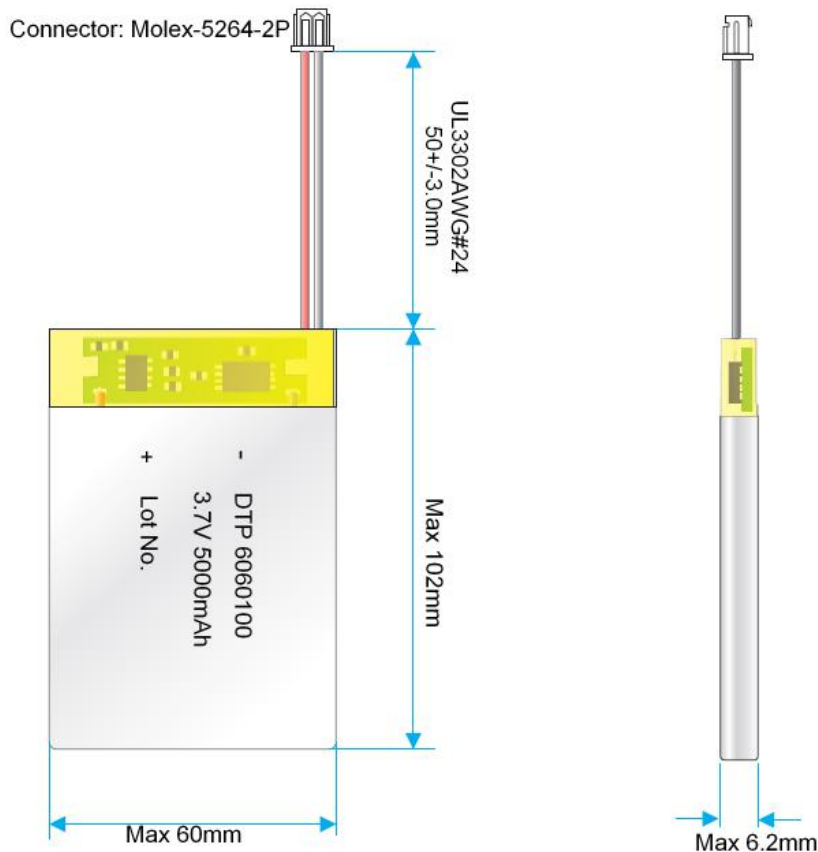 Connector: Molex-5264-2P
UL3302AWG#24
50+/-3.0mm
- DTP 6060100
3.7V 5000mAh
+ Lot No.
Max 102mm
Max 60mm
Max 6.2mm